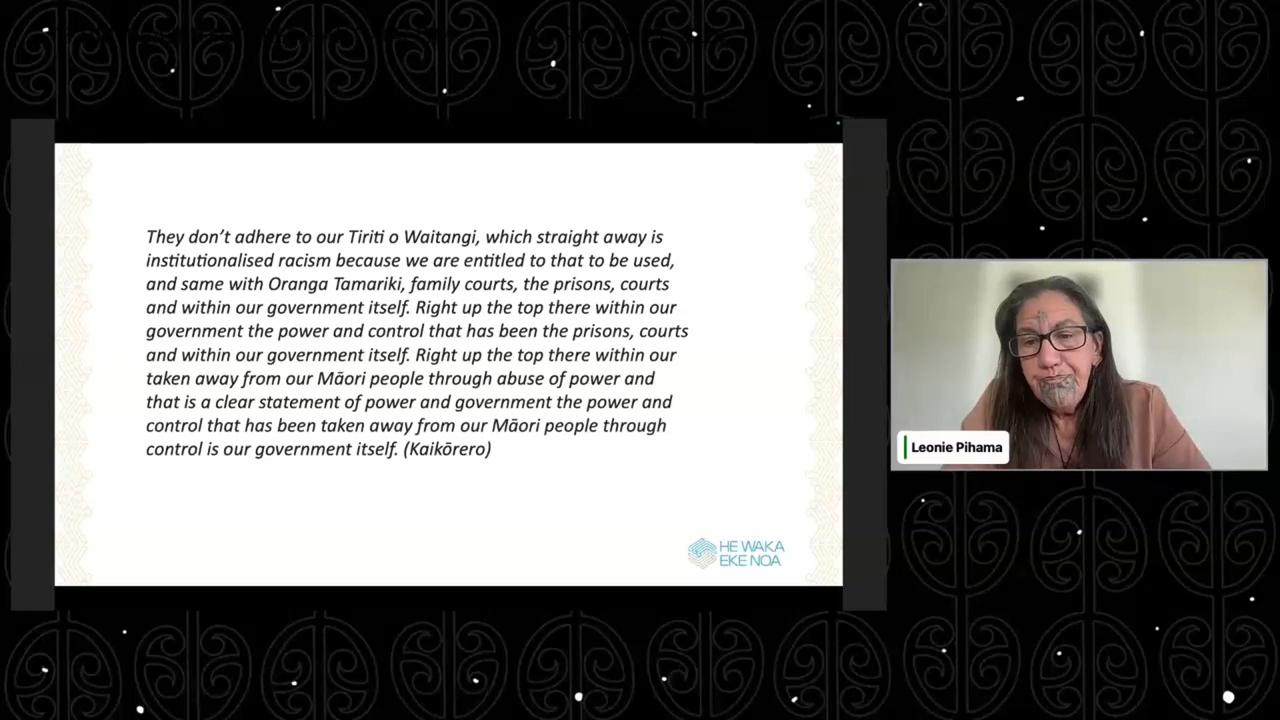 They don't adhere to our Tiriti o Waitangi, which straight away is
institutionalised racism because we are entitled to that to be used,
and same with Oranga Tamariki, family courts, the prisons, courts
and within our government itself. Right up the top there within our
government the power and control that has been the prisons, courts
and within our government itself. Right up the top there within our
taken away from our Māori people through abuse of power and
that is a clear statement of power and government the power and
control that has been taken away from our Māori people through
control is our government itself. (Kaikōrero)
HE WAKA
EKE NOA
Leonie Pihama